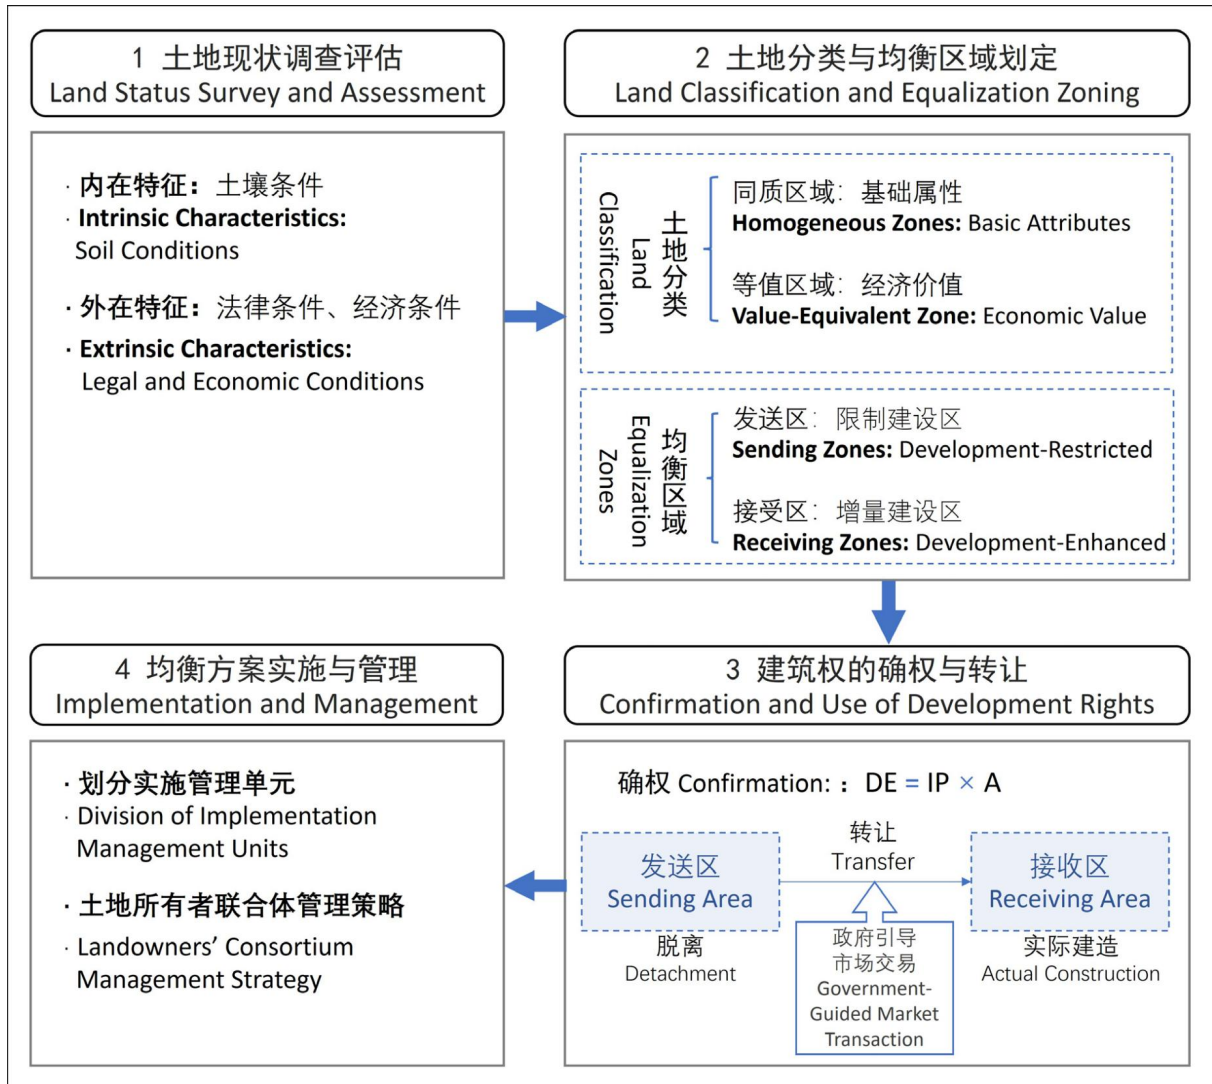 1 土地现状调查评估
Land Status Survey and Assessment
· 内在特征：土壤条件
· Intrinsic Characteristics:
Soil Conditions
· 外在特征：法律条件、经济条件
· Extrinsic Characteristics:
Legal and Economic Conditions
2 土地分类与均衡区域划定
Land Classification and Equalization Zoning
土地分类
Land
Classification
同质区域：基础属性
Homogeneous Zones: Basic Attributes
等值区域：经济价值
Value-Equivalent Zone: Economic Value
均衡区域
Equalization
Zones
发送区：限制建设区
Sending Zones: Development-Restricted
接受区：增量建设区
Receiving Zones: Development-Enhanced
3 建筑权的确权与转让
Confirmation and Use of Development Rights
确权 Confirmation: ：DE = IP × A
发送区
Sending Area
脱离
Detachment
转让
Transfer
政府引导
市场交易
Government-
Guided Market
Transaction
接收区
Receiving Area
实际建造
Actual Construction
4 均衡方案实施与管理
Implementation and Management
· 划分实施管理单元
· Division of Implementation
Management Units
· 土地所有者联合体管理策略
· Landowners’ Consortium
Management Strategy